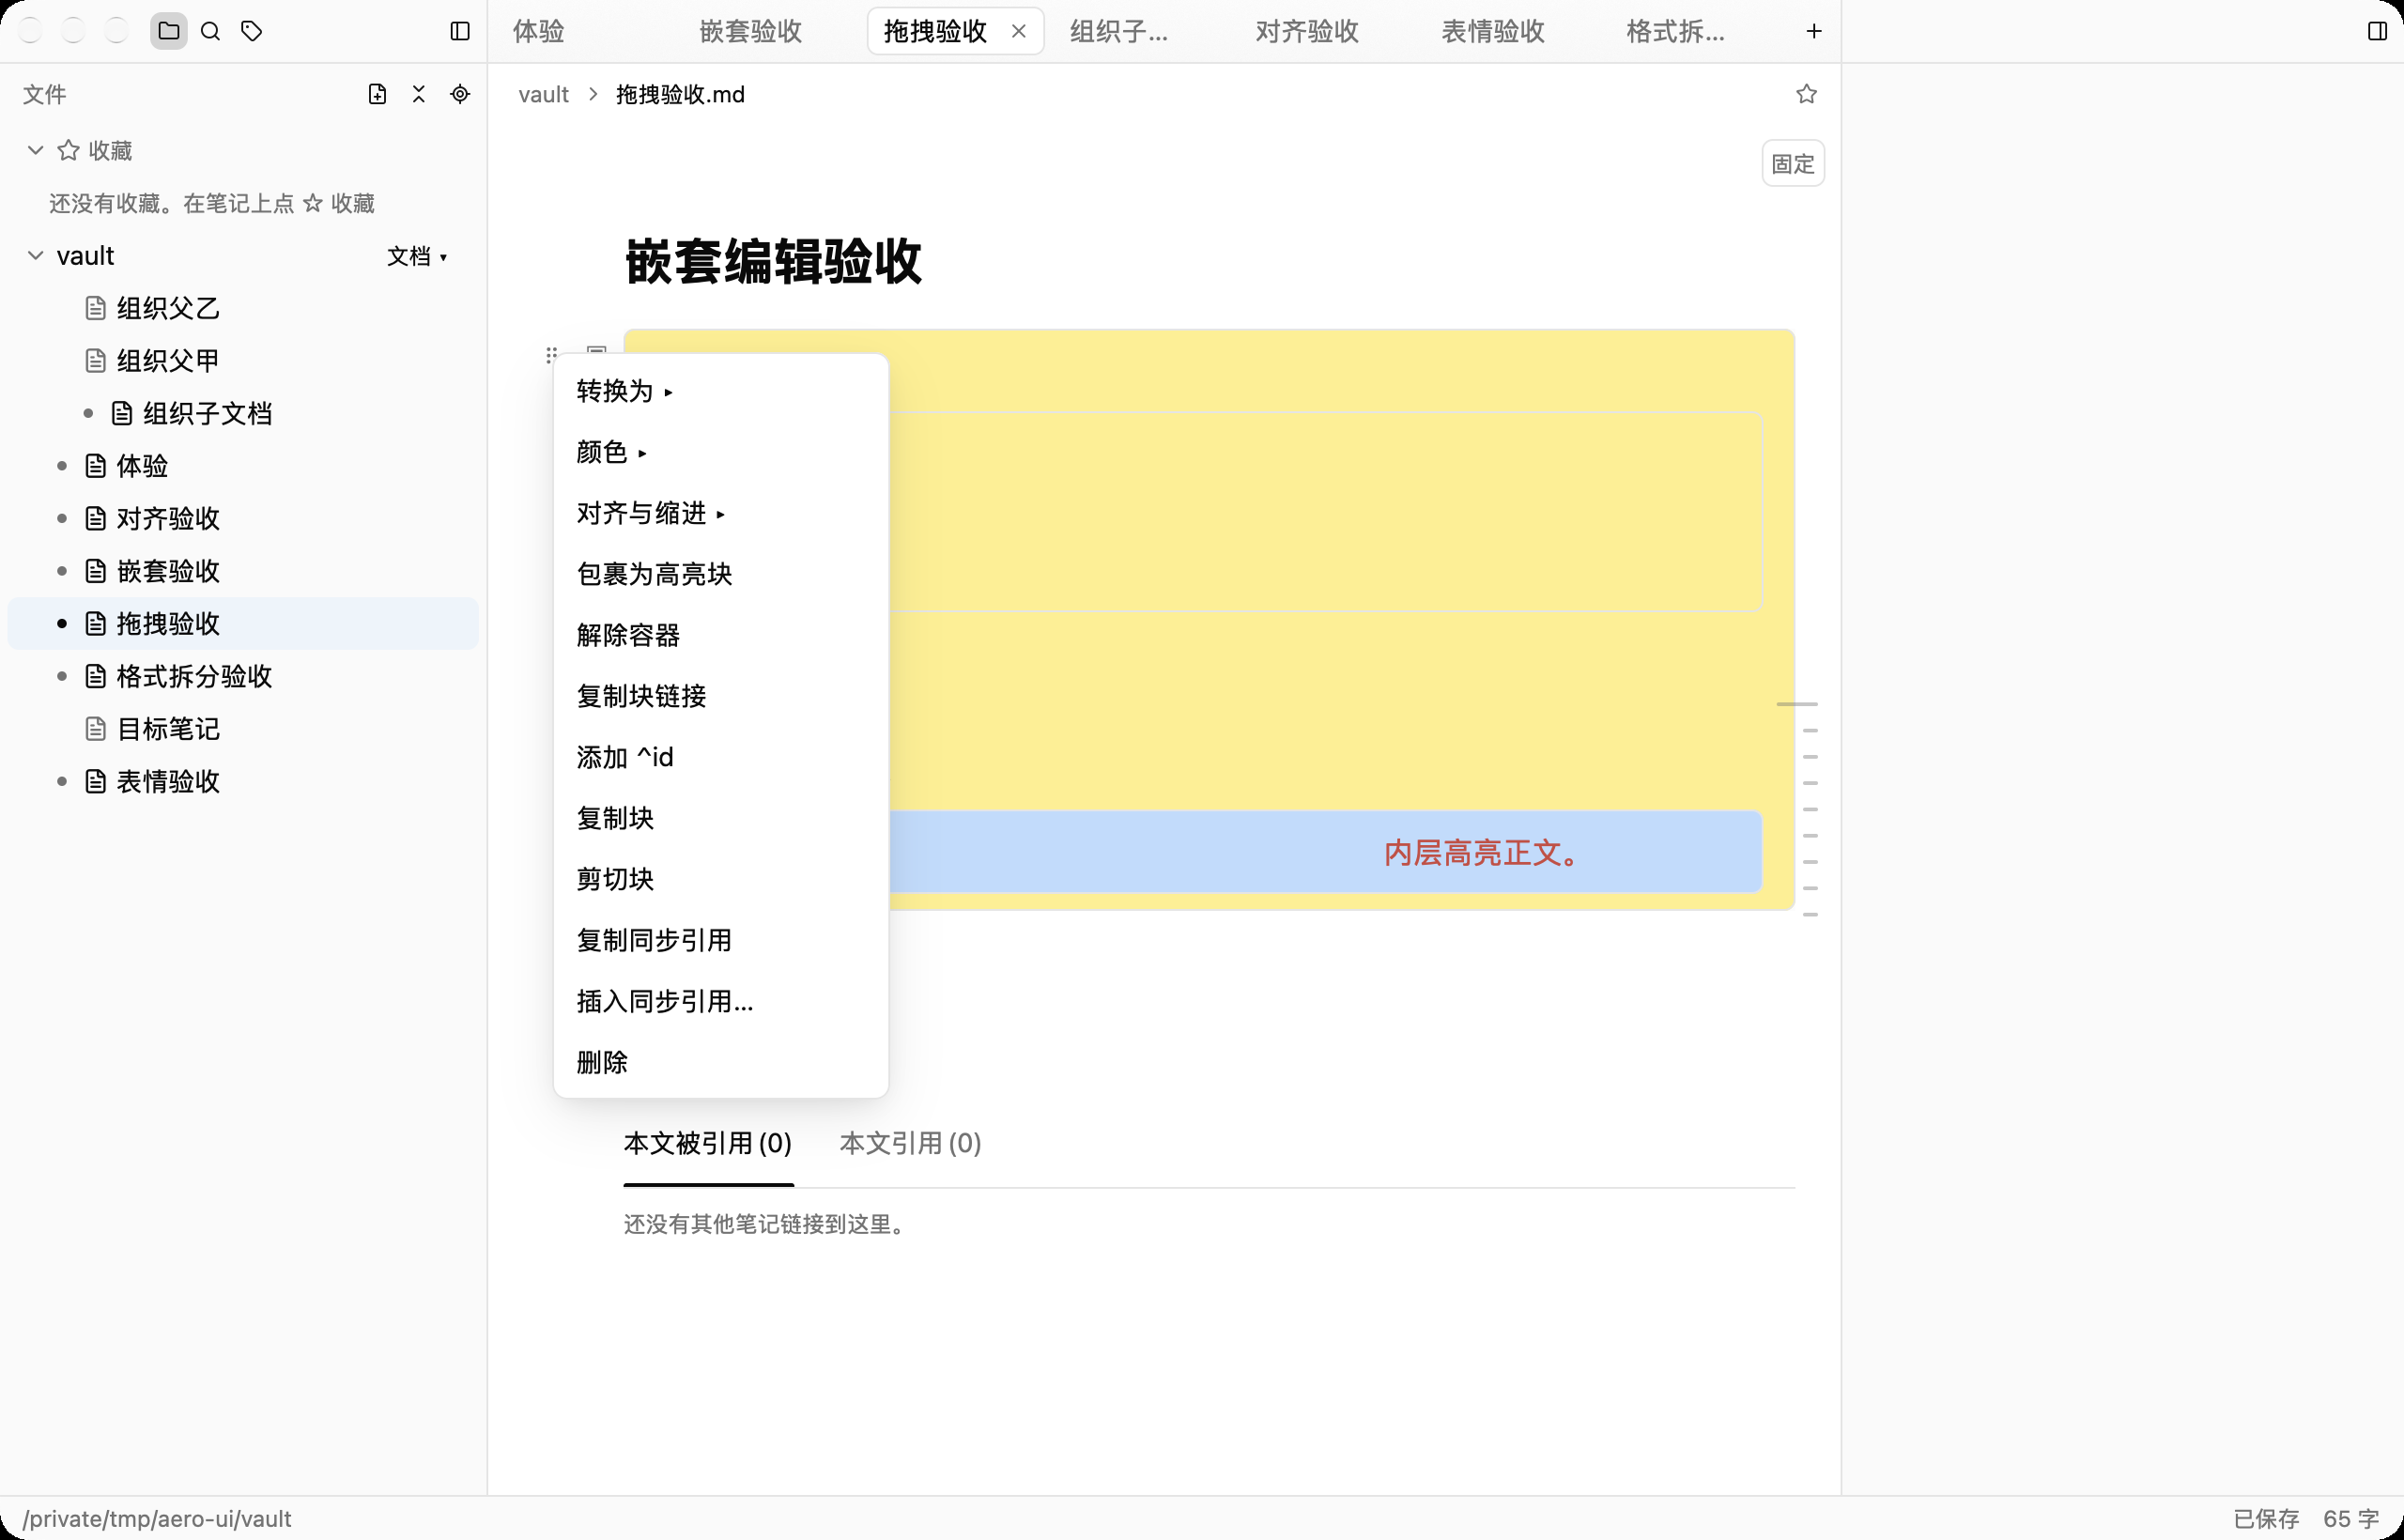 体验
嵌套验收
拖拽验收
组织子...
对齐验收
表情验收
格式拆...
文件
vault
拖拽验收.md
收藏
固定
还没有收藏。在笔记上点 ☆ 收藏
vault
文档
嵌套编辑验收
组织父乙
组织父甲
组织子文档
体验
对齐验收
嵌套验收
拖拽验收
格式拆分验收
目标笔记
表情验收
转换为
颜色
对齐与缩进
包裹为高亮块
解除容器
复制块链接
添加 ^id
复制块
剪切块
复制同步引用
插入同步引用...
删除
内层高亮正文。
本文被引用 (0)
本文引用 (0)
还没有其他笔记链接到这里。
/private/tmp/aero-ui/vault
已保存
65 字